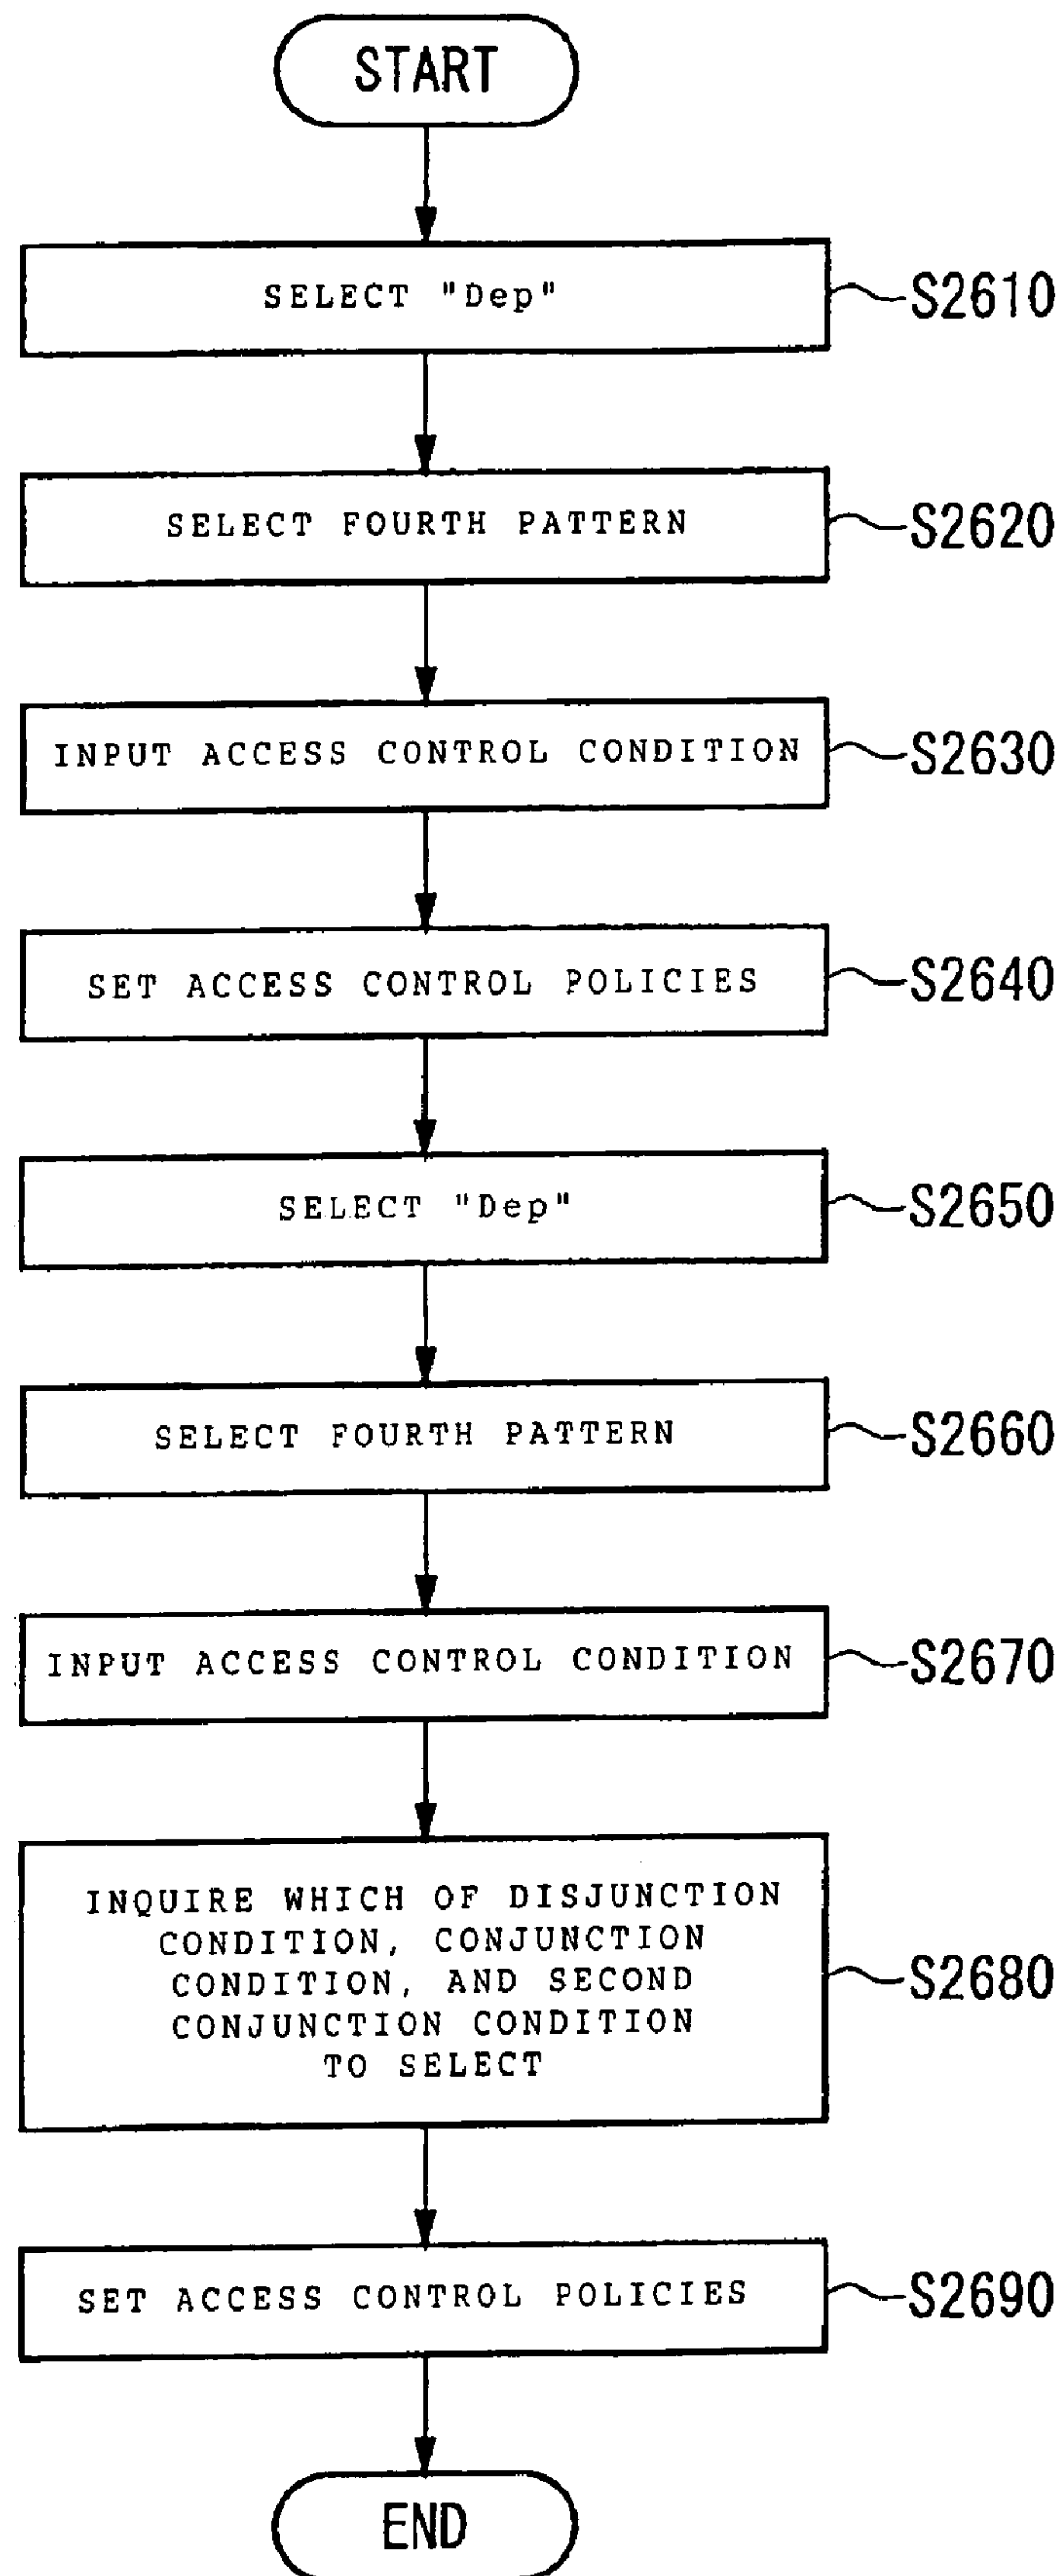 START
SELECT "Dep"
S2610
SELECT FOURTH PATTERN
S2620
INPUT ACCESS CONTROL CONDITION
S2630
SET ACCESS CONTROL POLICIES
S2640
SELECT "Dep"
S2650
SELECT FOURTH PATTERN
S2660
INPUT ACCESS CONTROL CONDITION
S2670
INQUIRE WHICH OF DISJUNCTION
CONDITION, CONJUNCTION
CONDITION, AND SECOND
CONJUNCTION CONDITION
TO SELECT
S2680
SET ACCESS CONTROL POLICIES
S2690
END